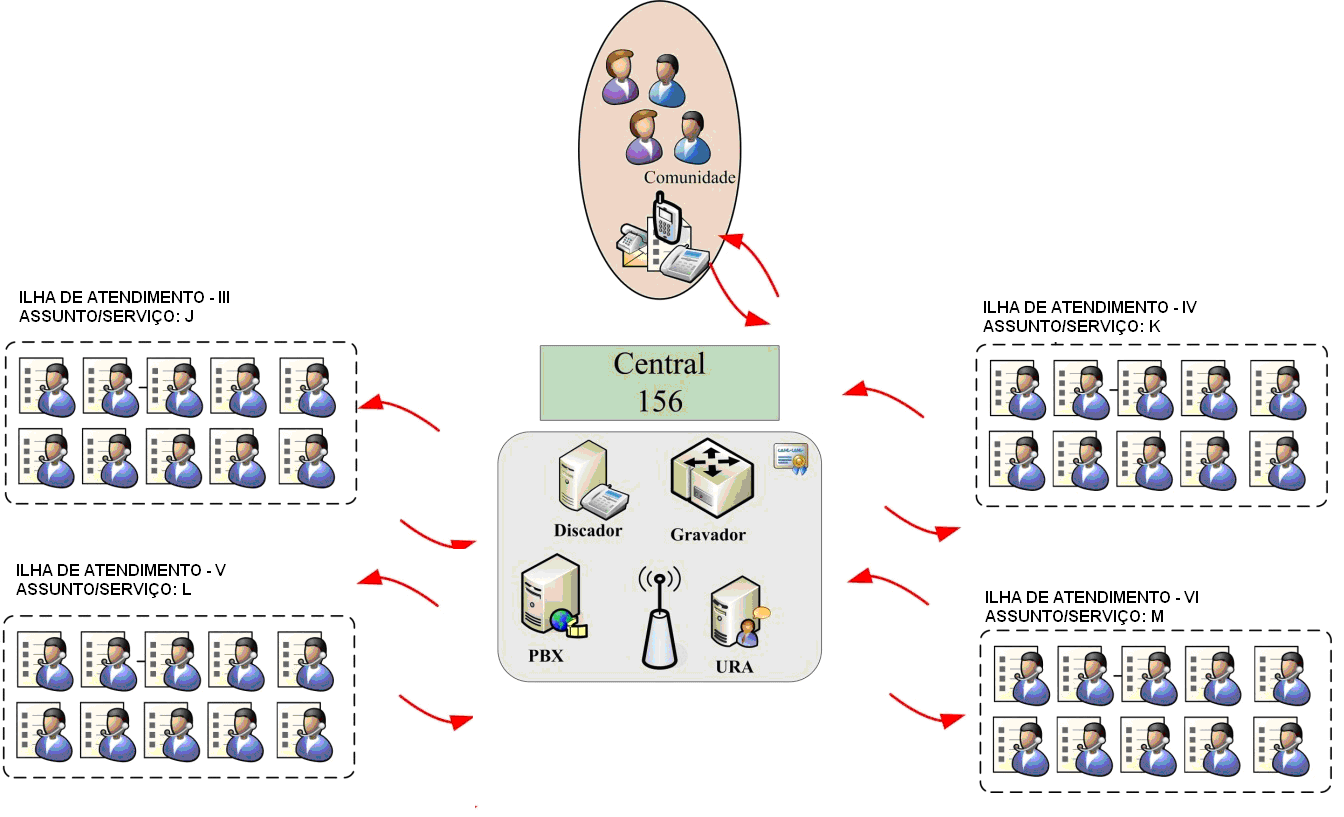 Comunidade
ILHA DE ATENDIMENTO - III
ASSUNTO/SERVIÇO: J
ILHA DE ATENDIMENTO - IV
ASSUNTO/SERVIÇO: K
Central
156
Discador
Gravador
PBX
URA
ILHA DE ATENDIMENTO - V
ASSUNTO/SERVIÇO: L
ILHA DE ATENDIMENTO - VI
ASSUNTO/SERVIÇO: M